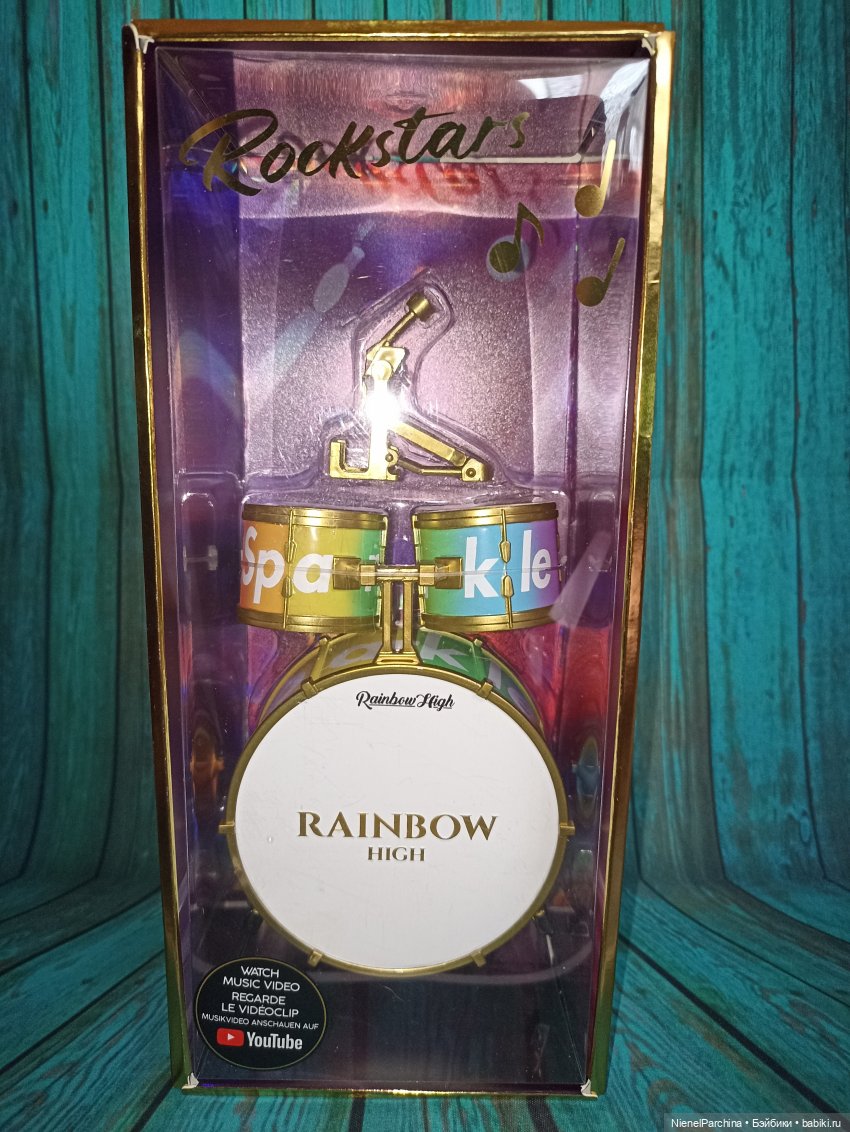 Rockstars
Spa
kle
Rainbow High
RAINBOW
HIGH
WATCH
MUSIC VIDEO
REGARDE
LE VIDÉOCLIP
MUSIKVIDEO ANSCHAUEN AUF
YouTube
NienelParchina • Бэйбики • babiki.ru